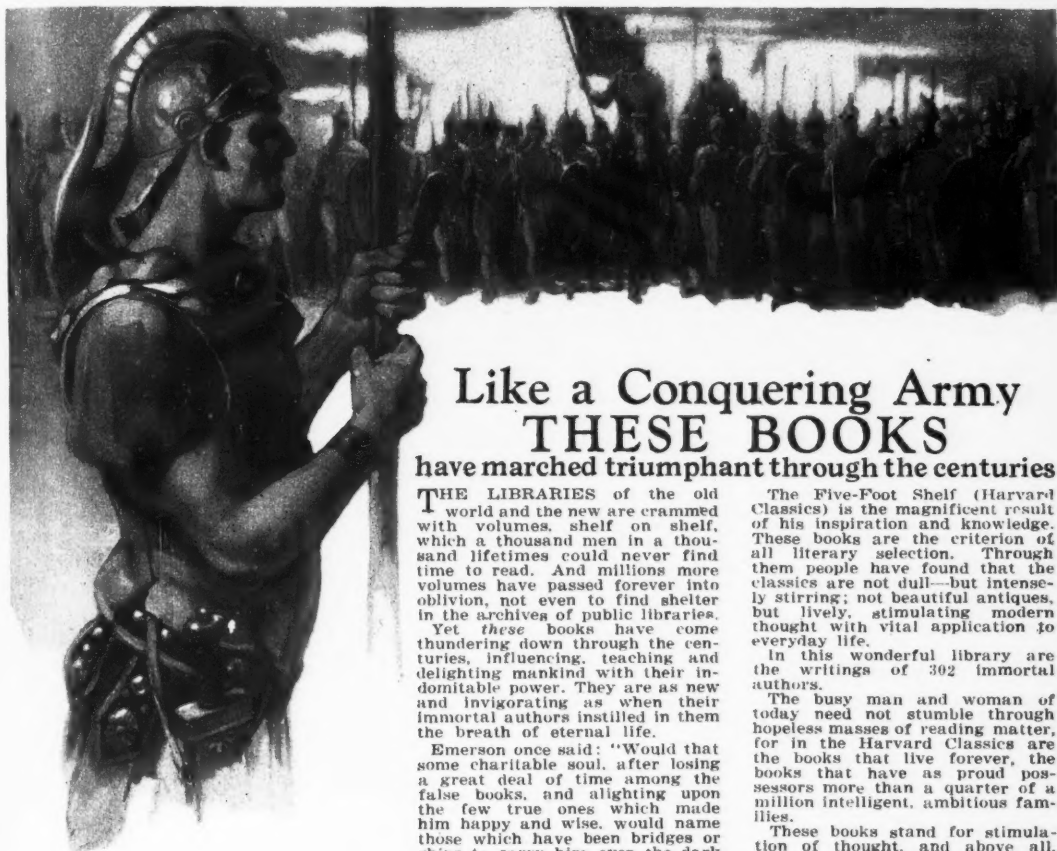 Like a Conquering Army
THESE BOOKS
have marched triumphant through the centuries
THE LIBRARIES of the old
world and the new are crammed
with volumes, shelf on shelf,
which a thousand men in a thou-
sand lifetimes could never find
time to read. And millions more
volumes have passed forever into
oblivion, not even to find shelter
in the archives of public libraries.
Yet these books have come
thundering down through the cen-
turies, influencing, teaching and
delighting mankind with their in-
domitable power. They are as new
and invigorating as when their
immortal authors instilled in them
the breath of eternal life.
Emerson once said: "Would that
some charitable soul, after losing
a great deal of time among the
false books, and alighting upon
the few true ones which made
him happy and wise, would name
those which have been bridges or
The Five-Foot Shelf (Harvard
Classics) is the magnificent result
of his inspiration and knowledge.
These books are the criterion of
all literary selection. Through
them people have found that the
classics are not dull—but intense-
ly stirring; not beautiful antiques,
but lively, stimulating modern
thought with vital application to
everyday life.
In this wonderful library are
the writings of 302 immortal
authors.
The busy man and woman of
today need not stumble through
hopeless masses of reading matter,
for in the Harvard Classics are
the books that live forever, the
books that have as proud pos-
sessors more than a quarter of a
million intelligent, ambitious fam-
ilies.
These books stand for stimula-
tion of thought, and above all,